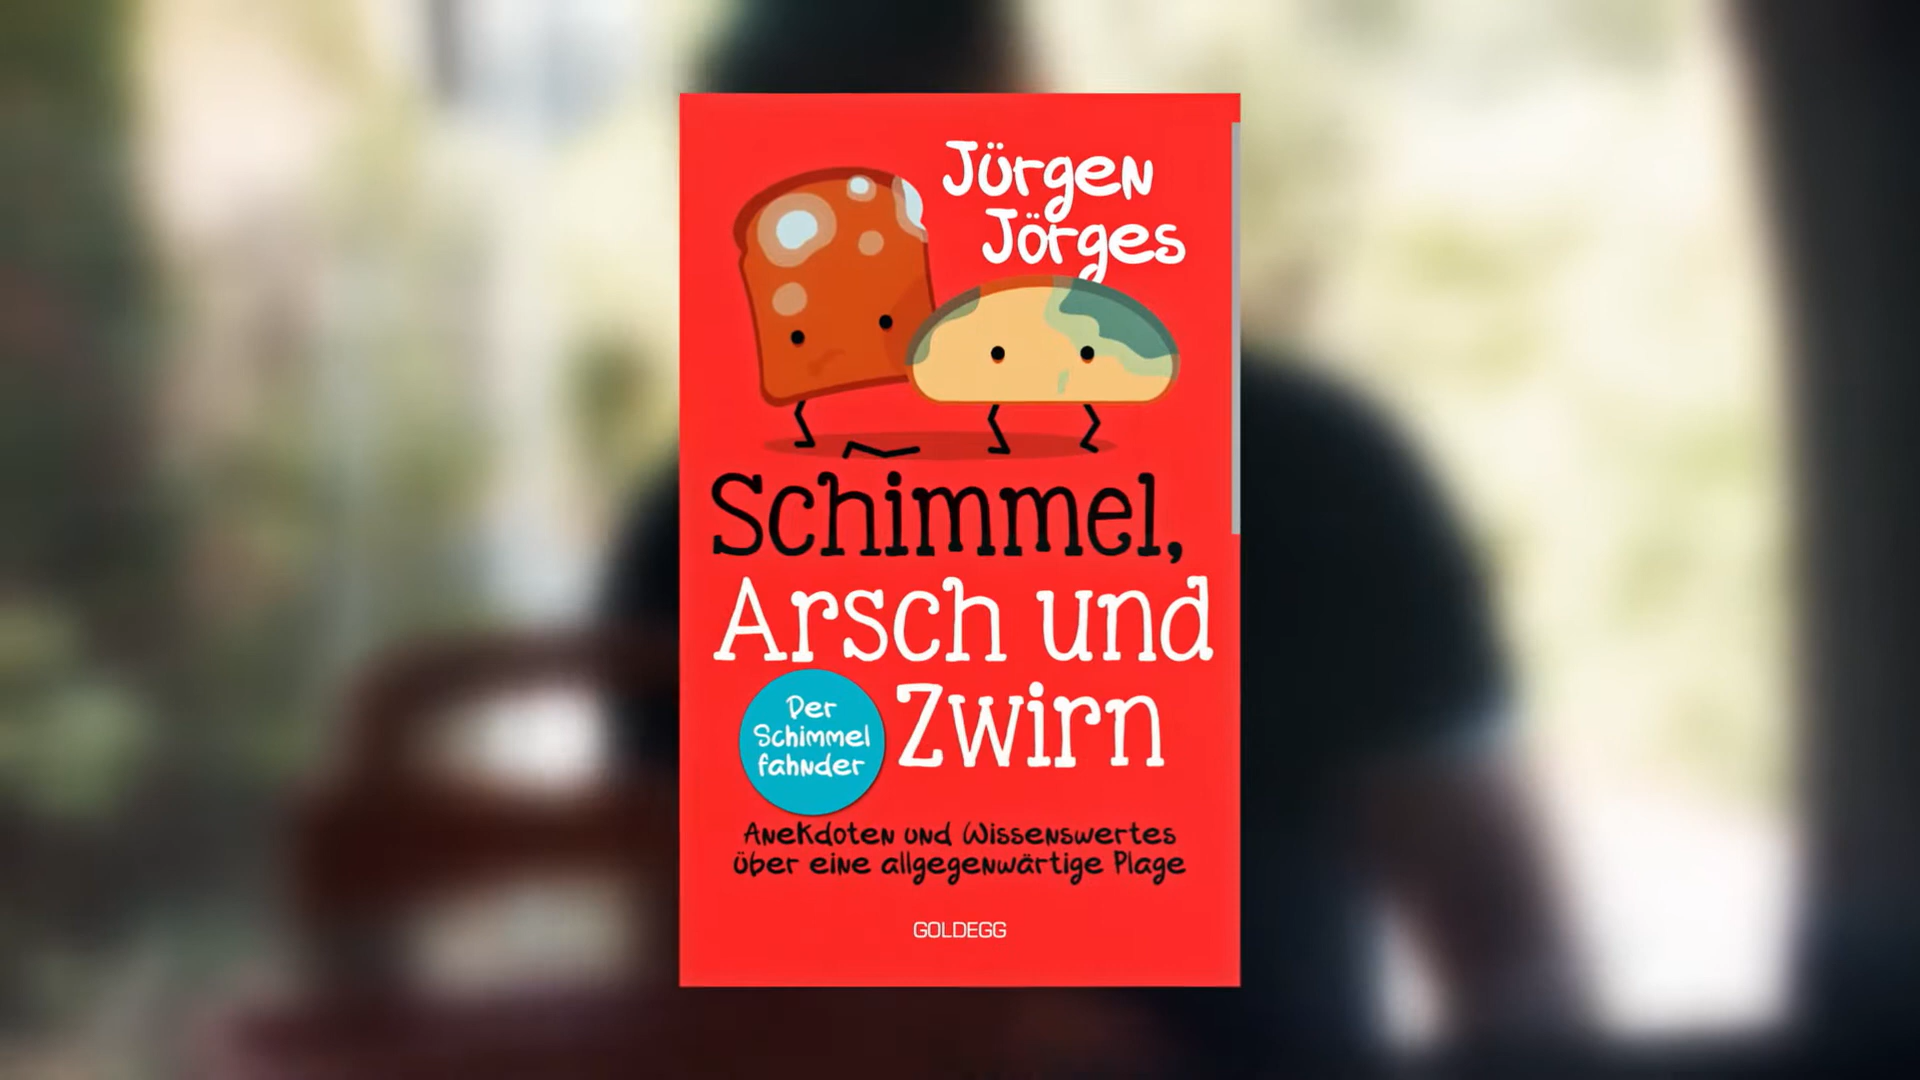 Jürgen
Jörges
Schimmel,
Arsch und
Zwirn
Der
Schimmel
fahnder
Anekdoten und Wissenswertes
über eine allgegenwärtige Plage
GOLDEGG